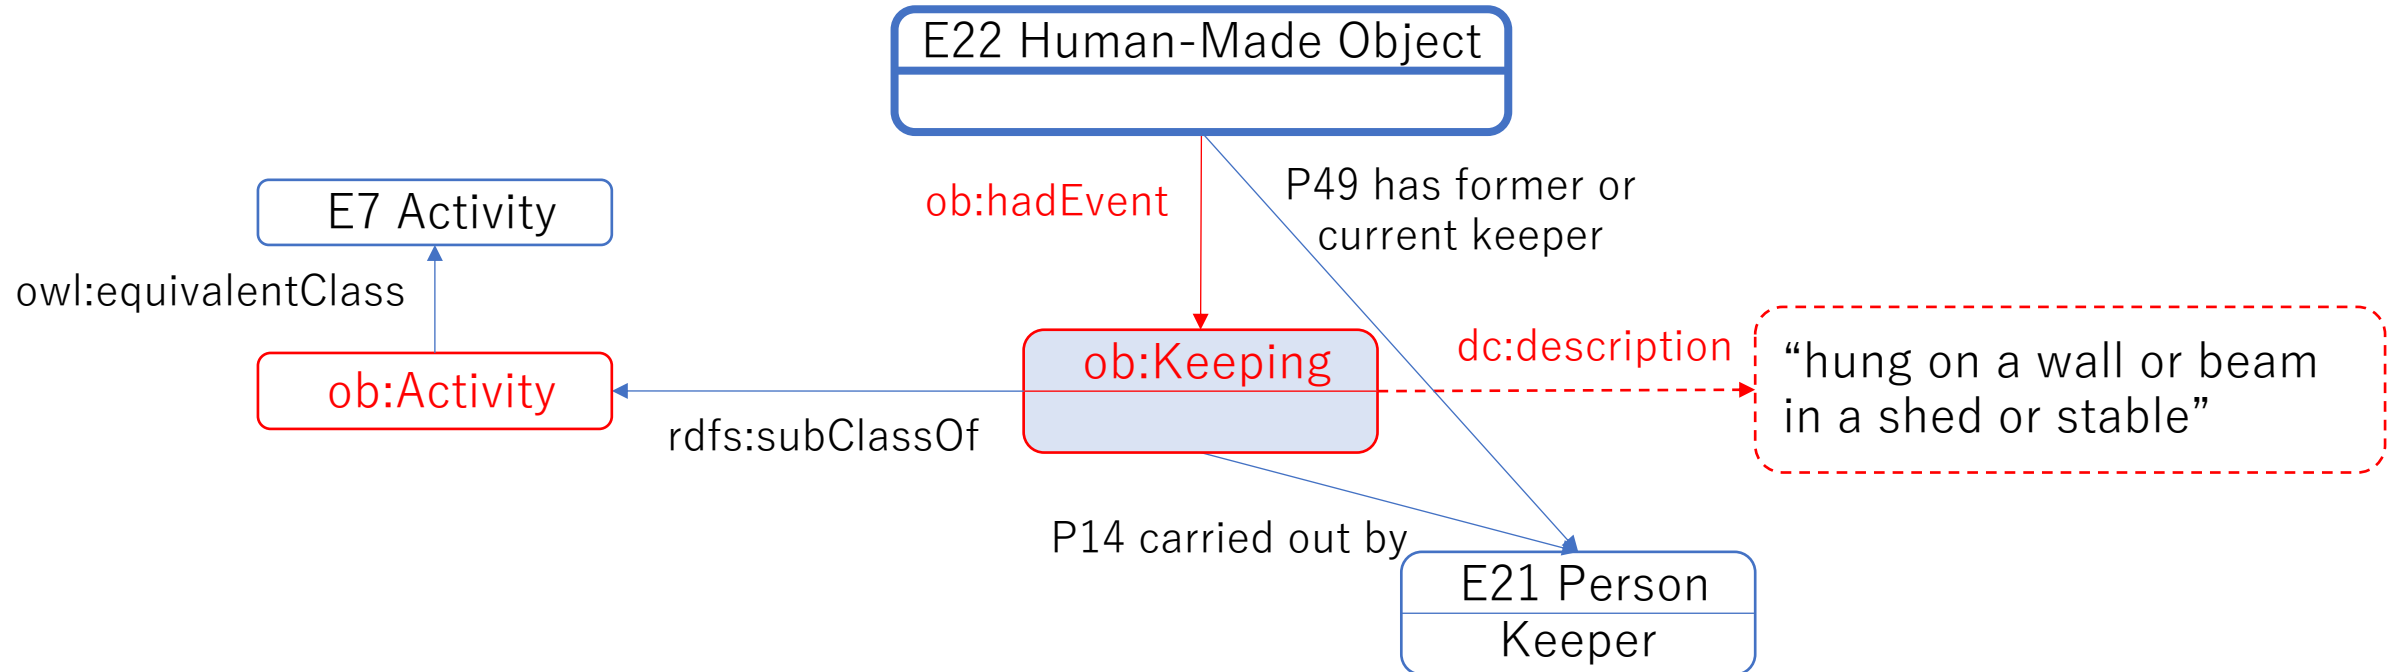 E22 Human-Made Object
P49 has former or
current keeper
ob:hadEvent
E7 Activity
owl:equivalentClass
ob:Activity
rdfs:subClassOf
ob:Keeping
dc:description
“hung on a wall or beam
in a shed or stable”
P14 carried out by
E21 Person
Keeper